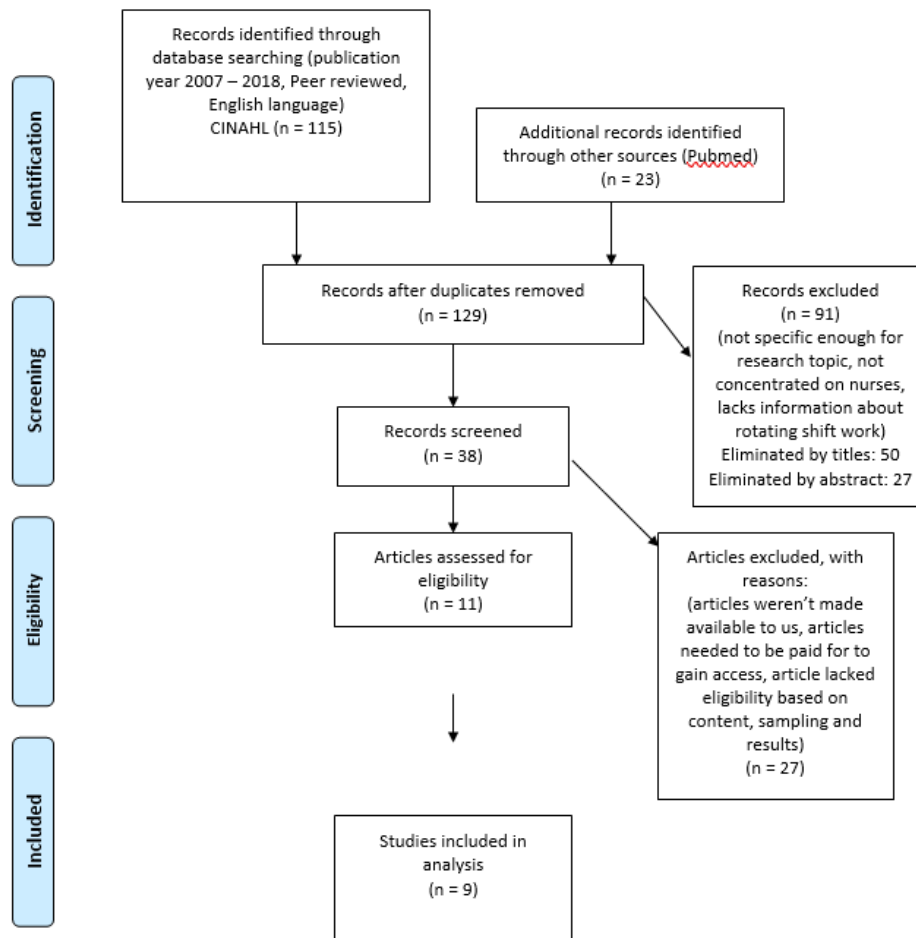 Identification
Records identified through
database searching (publication
year 2007 – 2018, Peer reviewed,
English language)
CINAHL (n = 115)
Additional records identified
through other sources (Pubmed)
(n = 23)
Screening
Records after duplicates removed
(n = 129)
Records excluded
(n = 91)
(not specific enough for
research topic, not
concentrated on nurses,
lacks information about
rotating shift work)
Eliminated by titles: 50
Eliminated by abstract: 27
Records screened
(n = 38)
Eligibility
Articles assessed for
eligibility
(n = 11)
Articles excluded, with
reasons:
(articles weren’t made
available to us, articles
needed to be paid for to
gain access, article lacked
eligibility based on
content, sampling and
results)
(n = 27)
Included
Studies included in
analysis
(n = 9)